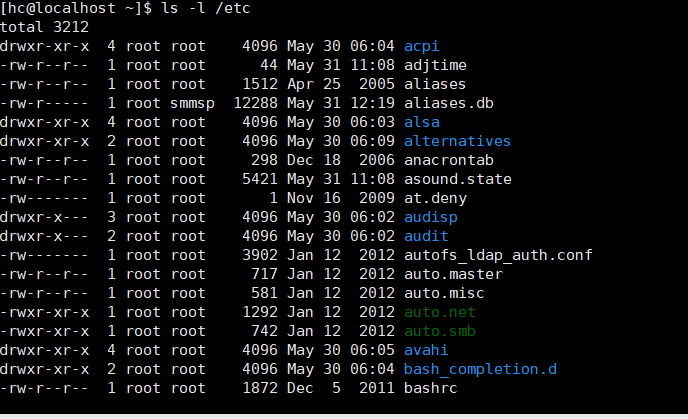 [hc@localhost ~]$ ls -l /etc
total 3212
drwxr-xr-x  4 root root    4096 May 30 06:04 acpi
-rw-r--r--  1 root root      44 May 31 11:08 adjtime
-rw-r--r--  1 root root    1512 Apr 25  2005 aliases
-rw-r-----  1 root smmsp  12288 May 31 12:19 aliases.db
drwxr-xr-x  4 root root    4096 May 30 06:03 alsa
drwxr-xr-x  2 root root    4096 May 30 06:09 alternatives
-rw-r--r--  1 root root     298 Dec 18  2006 anacrontab
-rw-r--r--  1 root root    5421 May 31 11:08 asound.state
-rw-------  1 root root       1 Nov 16  2009 at.deny
drwxr-x---  3 root root    4096 May 30 06:02 audisp
drwxr-x---  2 root root    4096 May 30 06:02 audit
-rw-------  1 root root    3902 Jan 12  2012 autofs_ldap_auth.conf
-rw-r--r--  1 root root     717 Jan 12  2012 auto.master
-rw-r--r--  1 root root     581 Jan 12  2012 auto.misc
-rwxr-xr-x  1 root root    1292 Jan 12  2012 auto.net
-rwxr-xr-x  1 root root     742 Jan 12  2012 auto.smb
drwxr-xr-x  4 root root    4096 May 30 06:05 avahi
drwxr-xr-x  2 root root    4096 May 30 06:04 bash_completion.d
-rw-r--r--  1 root root    1872 Dec  5  2011 bashrc